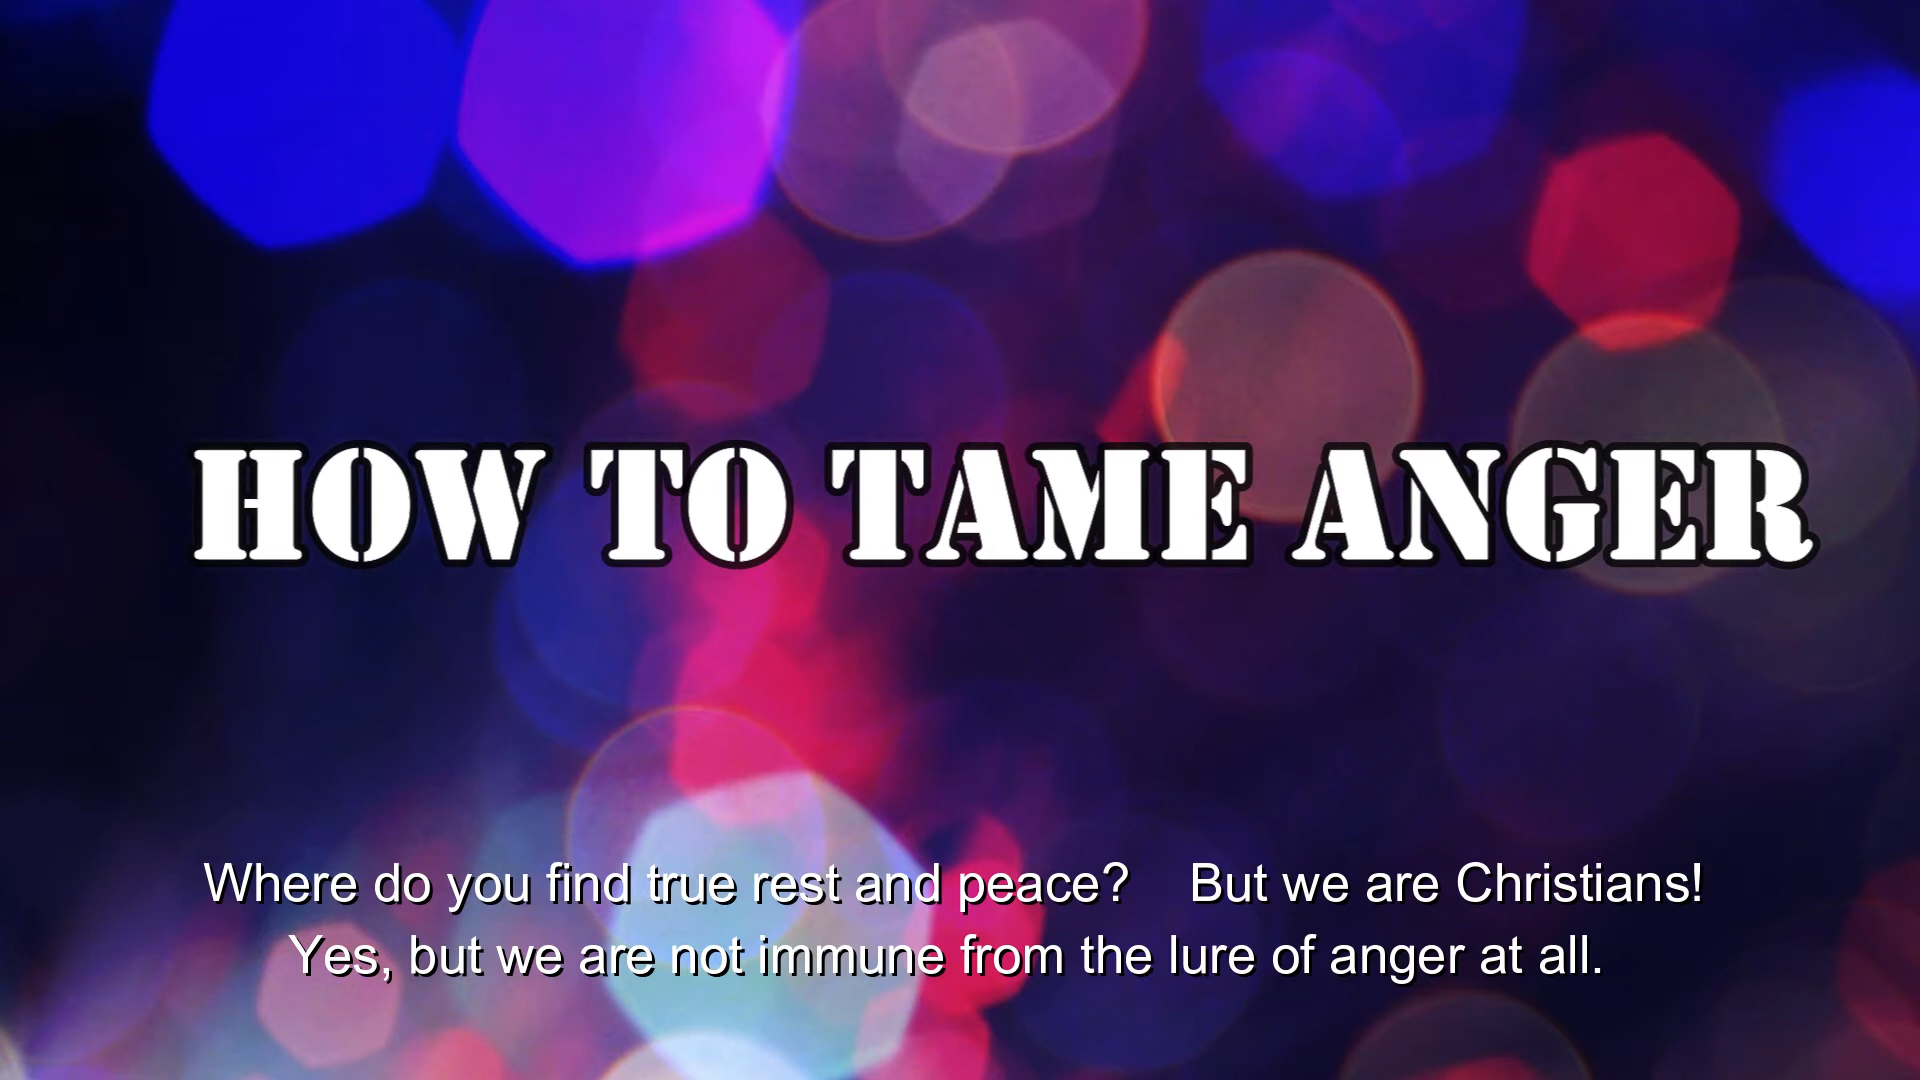 HOW TO TAME ANGER
Where do you find true rest and peace?    But we are Christians!
Yes, but we are not immune from the lure of anger at all.